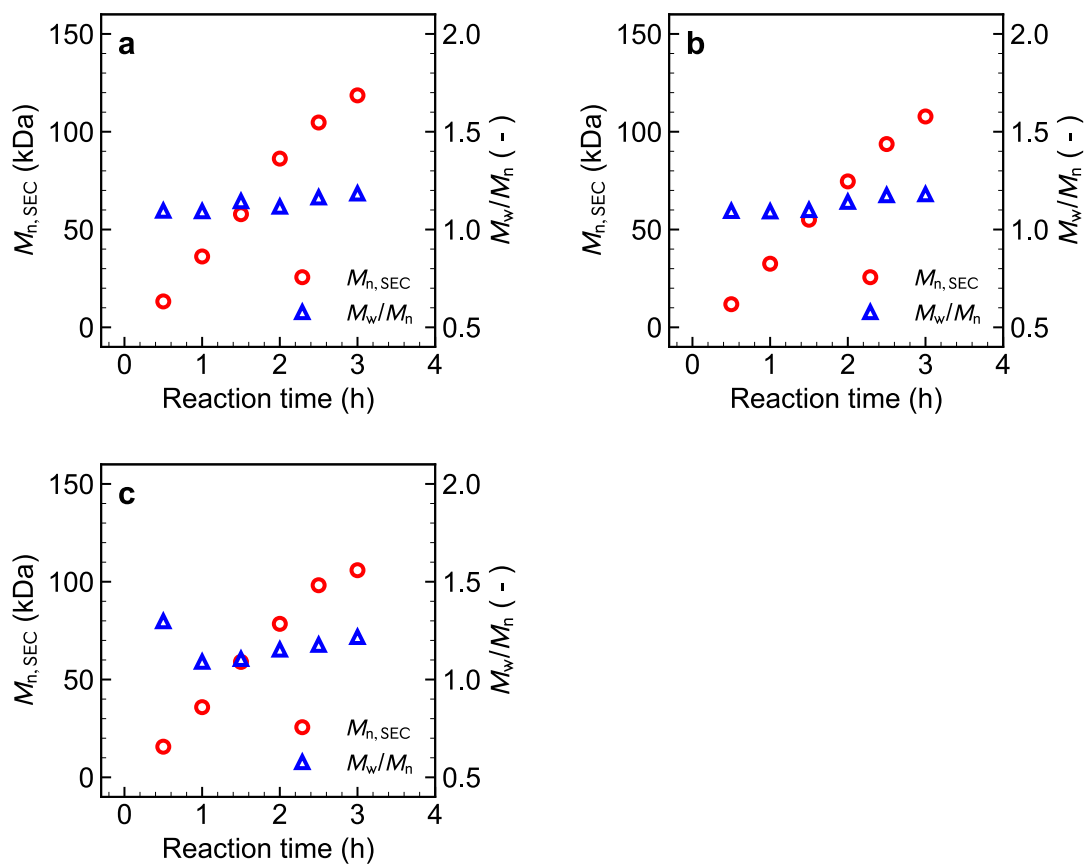 a
150
100
50
0
Mn,SEC (kDa)
2.0
1.5
1.0
0.5
Mw/Mn ( - )
Mn,SEC
Mw/Mn
0 1 2 3 4
Reaction time (h)
b
150
100
50
0
Mn,SEC (kDa)
2.0
1.5
1.0
0.5
Mw/Mn ( - )
Mn,SEC
Mw/Mn
0 1 2 3 4
Reaction time (h)
c
150
100
50
0
Mn,SEC (kDa)
2.0
1.5
1.0
0.5
Mw/Mn ( - )
Mn,SEC
Mw/Mn
0 1 2 3 4
Reaction time (h)